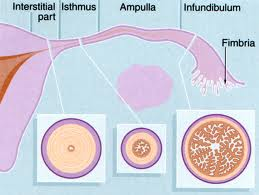 Interstitial Isthmus Ampulla Infundibulum
part
Fimbria